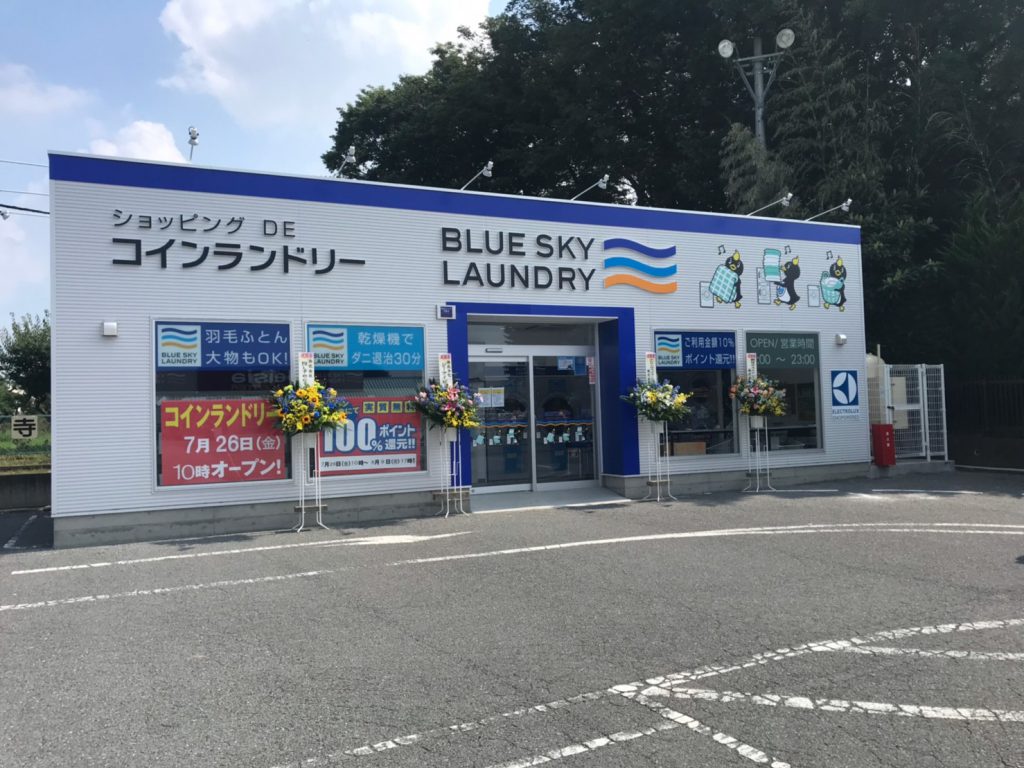 ショッピング DE
コインランドリー
BLUE SKY
LAUNDRY
BLUE SKY
LAUNDRY
羽毛ふとん
大物もOK!
BLUE SKY
LAUNDRY
乾燥機で
ダニ退治30分
コインランドリー
7月26日(金)
10時オープン!
実質無
100%ポイント
還元!!
BLUE SKY
LAUNDRY
ご利用金額10%
ポイント還元!!
OPEN/営業時間
:00 ～ 23:00
ELECTROLUX
寺